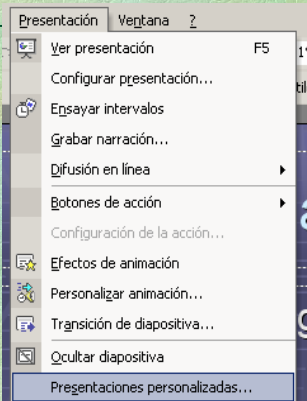 Presentación Ventana ?
Ver presentación F5
Configurar presentación...
Ensayar intervalos
Grabar narración...
Difusión en línea
Botones de acción
Configuración de la acción...
Efectos de animación
Personalizar animación...
Transición de diapositiva...
Ocultar diapositiva
Presentaciones personalizadas...